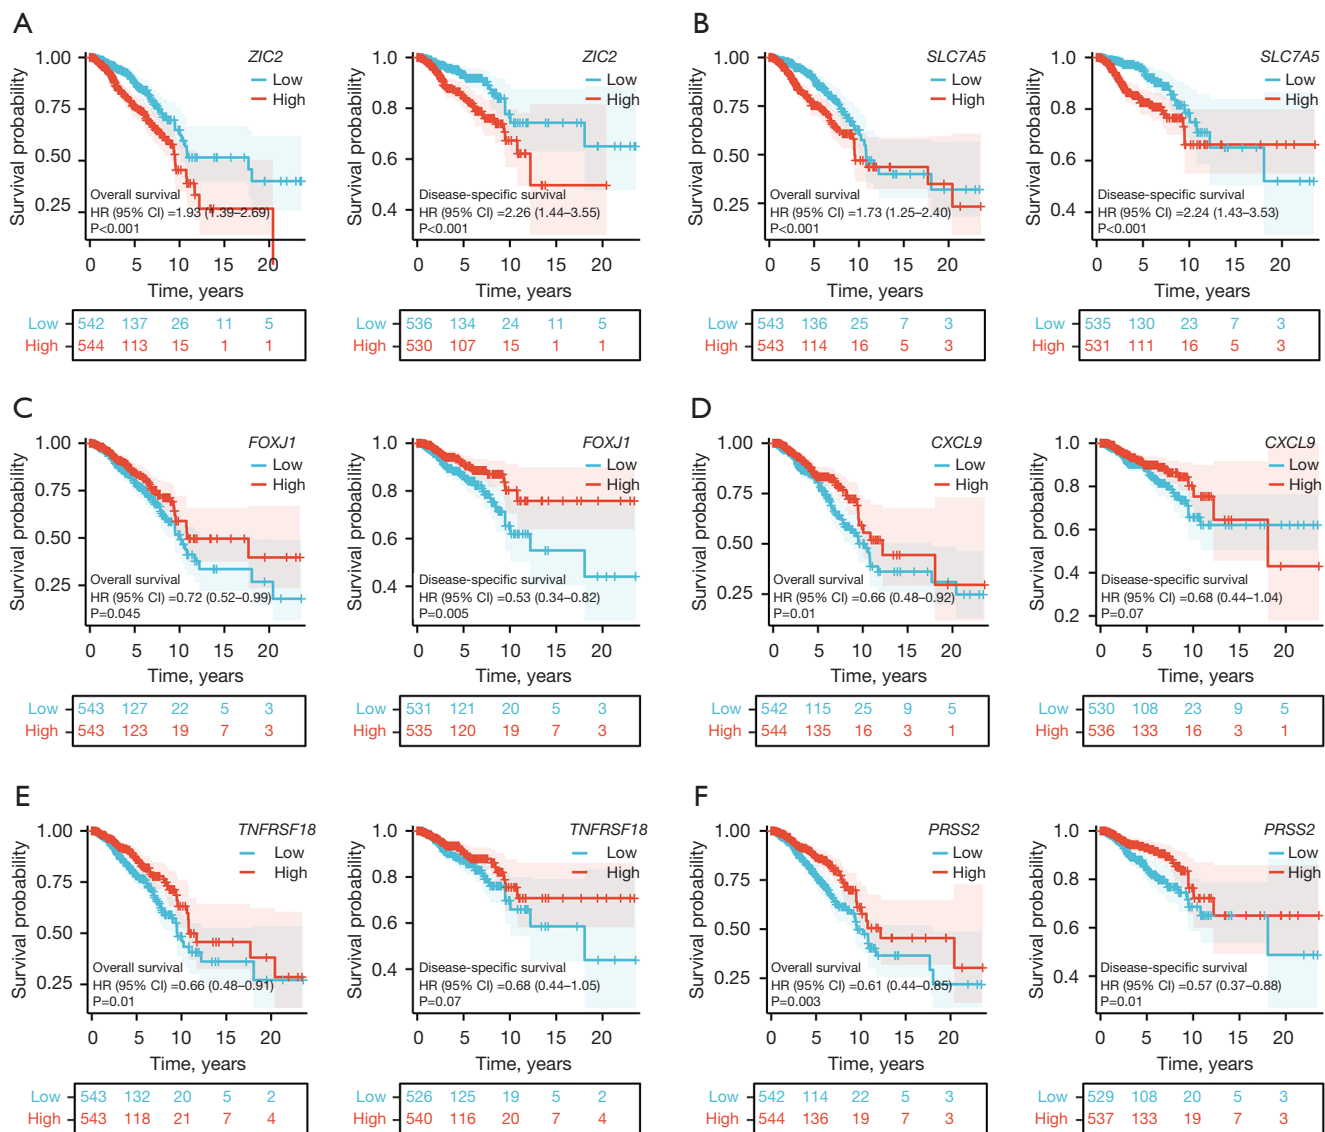 A
Survival probability
1.00
0.75
0.50
0.25
ZIC2
Low
High
Overall survival
HR (95% CI) =1.93 (1.39–2.69)
P<0.001
0 5 10 15 20
Time, years
Low 542 137 26 11 5
High 544 113 15 1 1
Survival probability
1.0
0.8
0.6
0.4
ZIC2
Low
High
Disease-specific survival
HR (95% CI) =2.26 (1.44–3.55)
P<0.001
0 5 10 15 20
Time, years
Low 536 134 24 11 5
High 530 107 15 1 1
B
Survival probability
1.00
0.75
0.50
0.25
SLC7A5
Low
High
Overall survival
HR (95% CI) =1.73 (1.25–2.40)
P<0.001
0 5 10 15 20
Time, years
Low 543 136 25 7 3
High 543 114 16 5 3
Survival probability
1.0
0.8
0.6
0.4
SLC7A5
Low
High
Disease-specific survival
HR (95% CI) =2.24 (1.43–3.53)
P<0.001
0 5 10 15 20
Time, years
Low 535 130 23 7 3
High 531 111 16 5 3
C
Survival probability
1.00
0.75
0.50
0.25
FOXJ1
Low
High
Overall survival
HR (95% CI) =0.72 (0.52–0.99)
P=0.045
0 5 10 15 20
Time, years
Low 543 127 22 5 3
High 543 123 19 7 3
Survival probability
1.0
0.8
0.6
0.4
FOXJ1
Low
High
Disease-specific survival
HR (95% CI) =0.53 (0.34–0.82)
P=0.005
0 5 10 15 20
Time, years
Low 531 121 20 5 3
High 535 120 19 7 3
D
Survival probability
1.00
0.75
0.50
0.25
CXCL9
Low
High
Overall survival
HR (95% CI) =0.66 (0.48–0.92)
P=0.01
0 5 10 15 20
Time, years
Low 542 115 25 9 5
High 544 135 16 3 1
Survival probability
1.0
0.8
0.6
0.4
0.2
CXCL9
Low
High
Disease-specific survival
HR (95% CI) =0.68 (0.44–1.04)
P=0.07
0 5 10 15 20
Time, years
Low 530 108 23 9 5
High 536 133 16 3 1
E
Survival probability
1.00
0.75
0.50
0.25
TNFRSF18
Low
High
Overall survival
HR (95% CI) =0.66 (0.48–0.91)
P=0.01
0 5 10 15 20
Time, years
Low 543 132 20 5 2
High 543 118 21 7 4
Survival probability
1.0
0.8
0.6
0.4
TNFRSF18
Low
High
Disease-specific survival
HR (95% CI) =0.68 (0.44–1.05)
P=0.07
0 5 10 15 20
Time, years
Low 526 125 19 5 2
High 540 116 20 7 4
F
Survival probability
1.00
0.75
0.50
0.25
PRSS2
Low
High
Overall survival
HR (95% CI) =0.61 (0.44–0.85)
P=0.003
0 5 10 15 20
Time, years
Low 542 114 22 5 3
High 544 136 19 7 3
Survival probability
1.0
0.8
0.6
0.4
PRSS2
Low
High
Disease-specific survival
HR (95% CI) =0.57 (0.37–0.88)
P=0.01
0 5 10 15 20
Time, years
Low 529 108 20 5 3
High 537 133 19 7 3